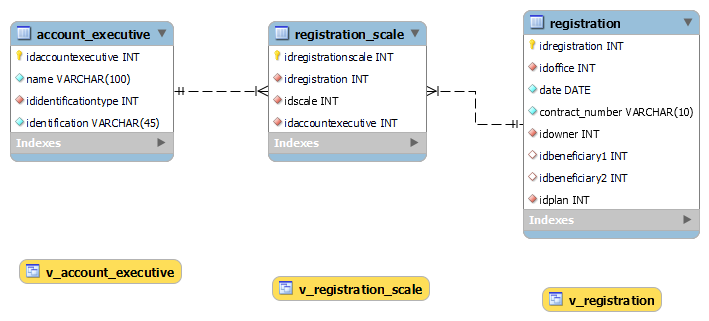 account_executive
idaccountexecutive INT
name VARCHAR(100)
ididentificationtype INT
identification VARCHAR(45)
Indexes
registration_scale
idregistrationscale INT
idregistration INT
idscale INT
idaccountexecutive INT
Indexes
registration
idregistration INT
idoffice INT
date DATE
contract_number VARCHAR(10)
idowner INT
idbeneficiary1 INT
idbeneficiary2 INT
idplan INT
Indexes
v_account_executive
v_registration_scale
v_registration